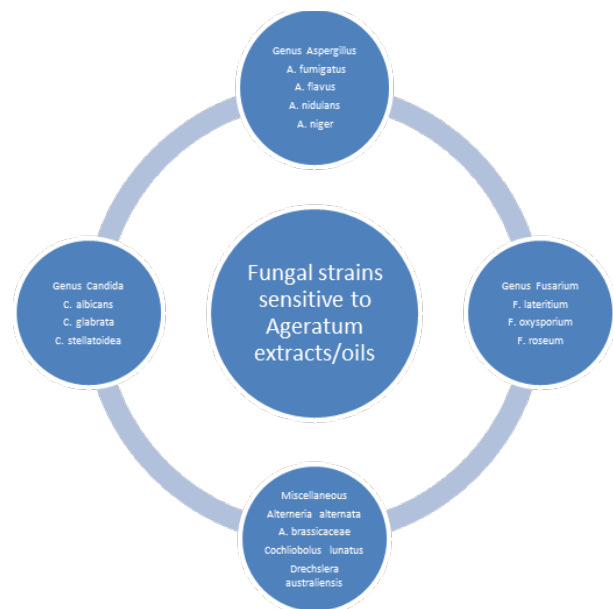 Genus Aspergillus
A. fumigatus
A. flavus
A. nidulans
A. niger
Fungal strains
sensitive to
Ageratum
extracts/oils
Genus Candida
C. albicans
C. glabrata
C. stellatoidea
Genus Fusarium
F. lateritium
F. oxysporium
F. roseum
Miscellaneous
Alterneria alternata
A. brassicaceae
Cochliobolus lunatus
Drechslera
australiensis